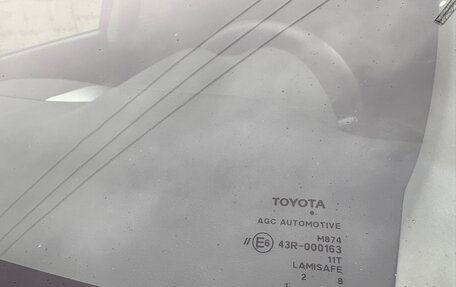 TOYOTA
AGC AUTOMOTIVE
M874
// E6 43R-000163
11T
LAMISAFE
2 8